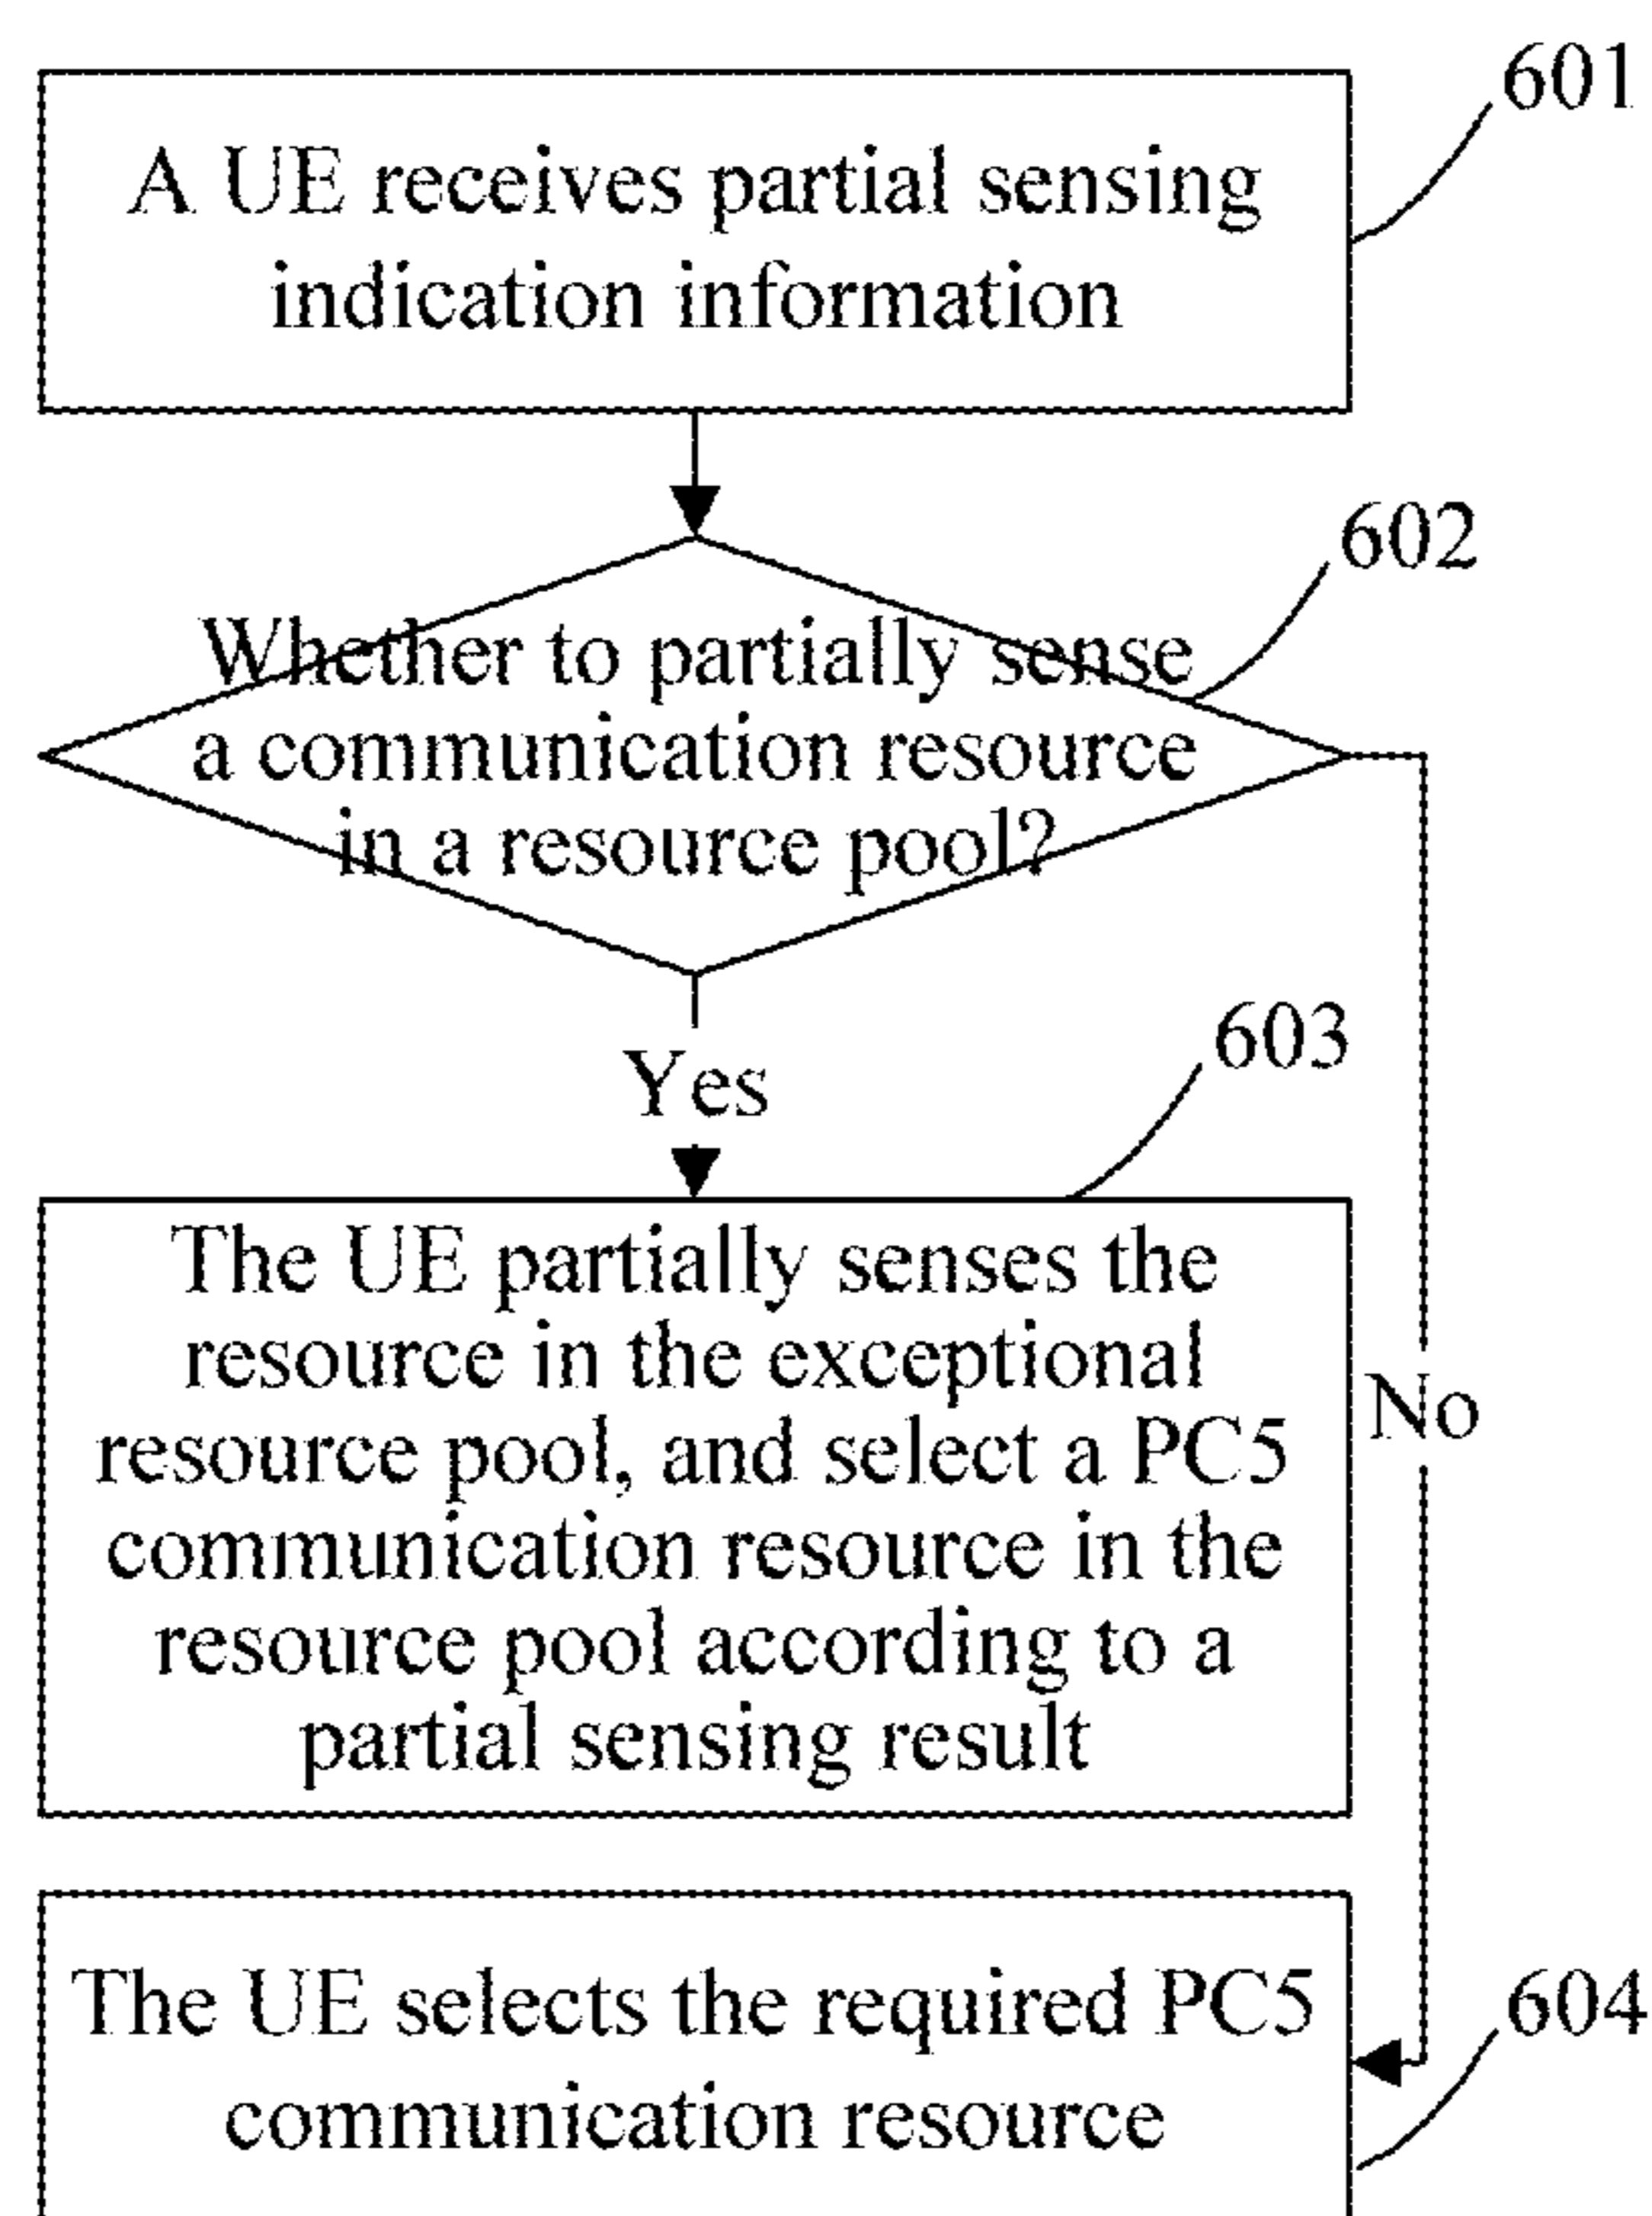 601
A UE receives partial sensing
indication information
602
Whether to partially sense
a communication resource
in a resource pool?
Yes
603
The UE partially senses the
resource in the exceptional
resource pool, and select a PC5
communication resource in the
resource pool according to a
partial sensing result
No
The UE selects the required PC5
communication resource
604